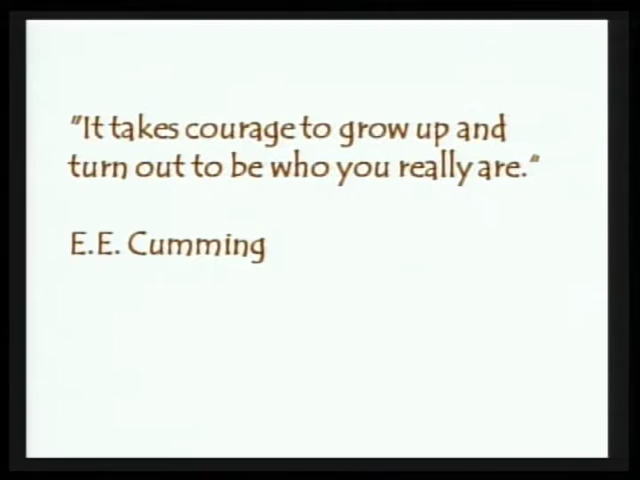 "It takes courage to grow up and
turn out to be who you really are."
E.E. Cumming